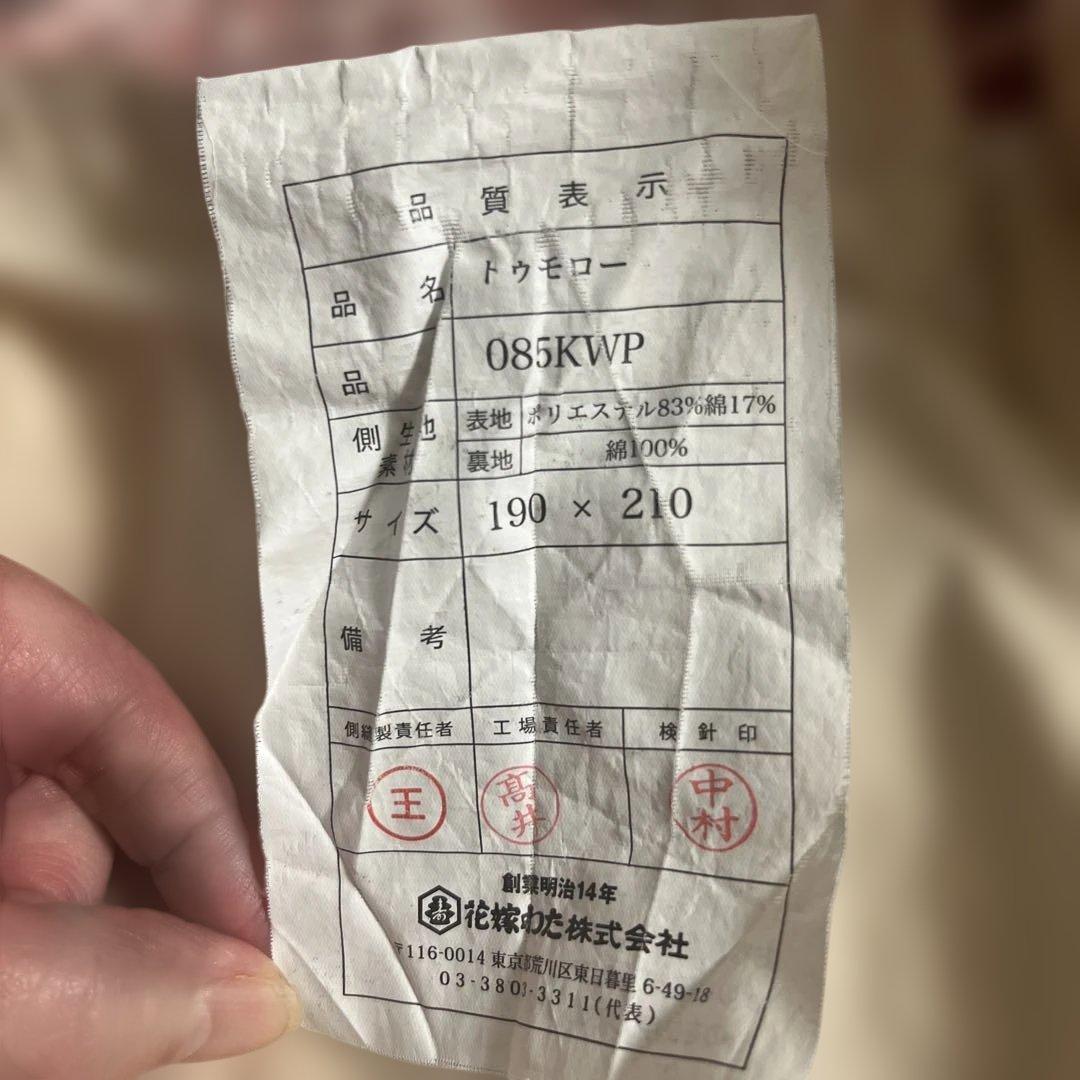 品質表示
品名 トゥモロー
品 085KWP
側生地 表地 ポリエステル83%綿17%
素材 裏地 綿100%
サイズ 190 × 210
備考
側縫製責任者 工場責任者 検針印
王 髙井 中村
創業明治14年
花嫁わた株式会社
〒116-0014 東京都荒川区東日暮里 6-49-18
03-3803-3311(代表)